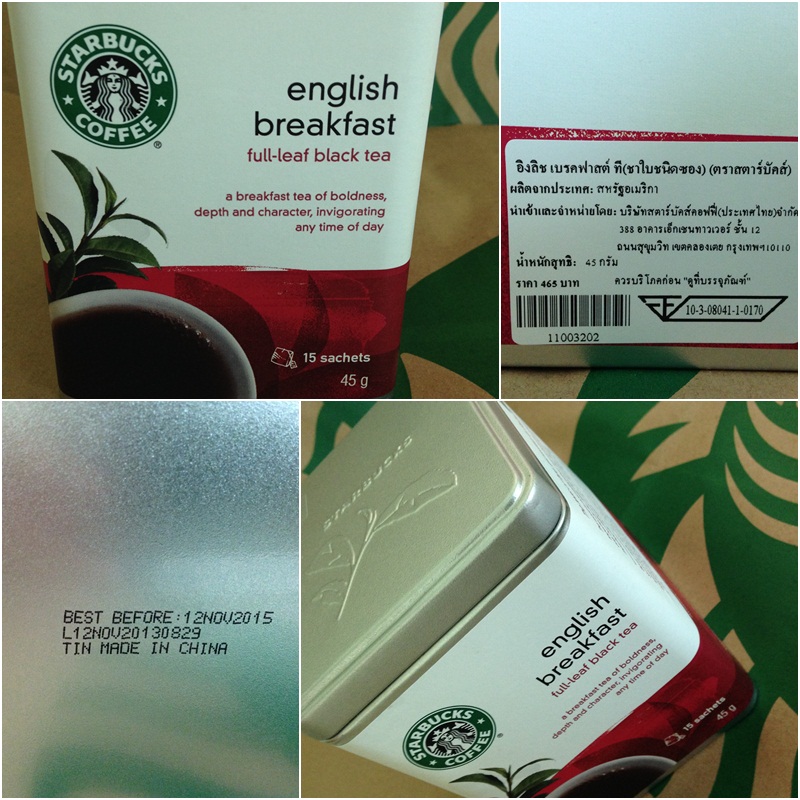 STARBUCKS
COFFEE
®
english
breakfast
full-leaf black tea
a breakfast tea of boldness,
depth and character, invigorating
any time of day
15 sachets
45 g
อิงลิช เบรคฟาสต์ ที(ชาใบชนิดซอง) (ตราสตาร์บัคส์)
ผลิตจากประเทศ: สหรัฐอเมริกา
นำเข้าและจำหน่ายโดย: บริษัทสตาร์บัคส์คอฟฟี่(ประเทศไทย)จำกัด
388 อาคารเอ็กเชนทาวเวอร์ ชั้น 12
ถนนสุขุมวิท เขตคลองเตย กรุงเทพฯ10110
น้ำหนักสุทธิ: 45 กรัม
ราคา 465 บาท ควรบริโภคก่อน "ดูที่บรรจุภัณฑ์"
10-3-08041-1-0170
11003202
BEST BEFORE:12NOV2015
L12NOV20130829
TIN MADE IN CHINA
STARBUCKS
english
breakfast
full-leaf black tea
a breakfast tea of boldness,
depth and character, invigorating
any time of day
STARBUCKS
COFFEE
15 sachets
45 g